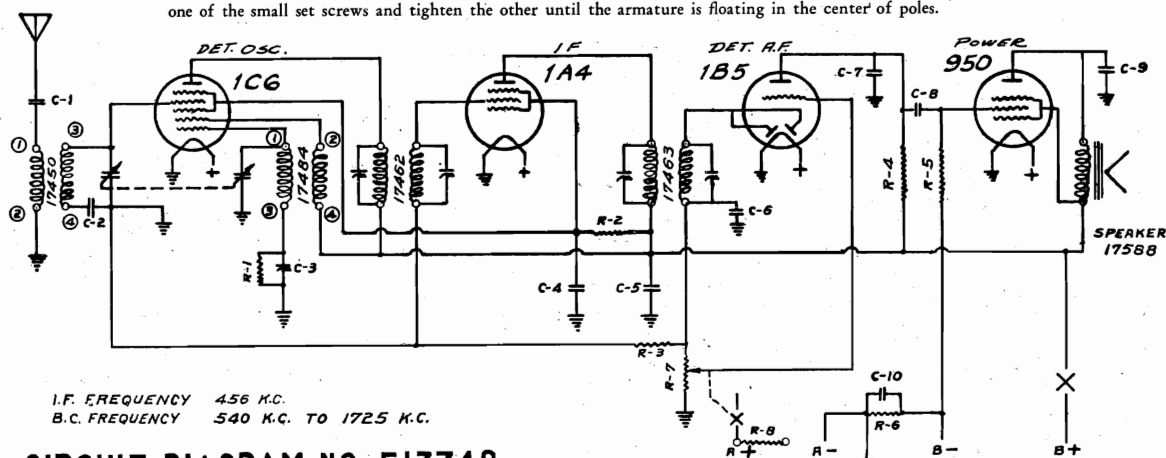 one of the small set screws and tighten the other until the armature is floating in the center of poles.
DET. OSC.
1C6
I F
1A4
DET. A.F.
1B5
POWER
950
C-1
C-7
C-8
C-9
① ③
17450
② ④
C-2
+
① ②
17484
③ ④
R-1
C-3
17462
+
R-2
C-4
C-5
17463
C-6
+
R-4
R-5
+
SPEAKER
17588
R-3
R-7
R-8
A+
A-
C-10
R-6
B-
B+
I.F. FREQUENCY 456 K.C.
B.C. FREQUENCY 540 K.C. TO 1725 K.C.